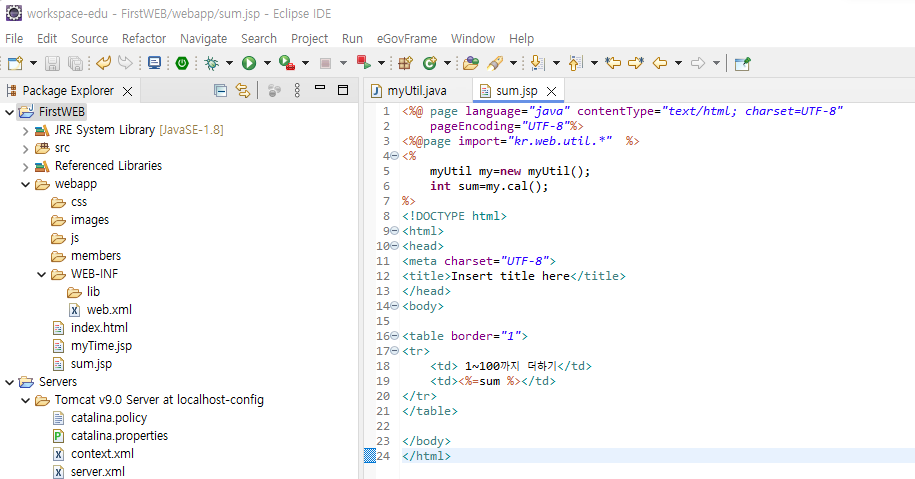 workspace-edu - FirstWEB/webapp/sum.jsp - Eclipse IDE
File Edit Source Refactor Navigate Search Project Run eGovFrame Window Help
Package Explorer
FirstWEB
JRE System Library [JavaSE-1.8]
src
Referenced Libraries
webapp
css
images
js
members
WEB-INF
lib
web.xml
index.html
myTime.jsp
sum.jsp
Servers
Tomcat v9.0 Server at localhost-config
catalina.policy
catalina.properties
context.xml
server.xml
myUtil.java sum.jsp
1 <%@ page language="java" contentType="text/html; charset=UTF-8"
2 pageEncoding="UTF-8"%>
3 <%@page import="kr.web.util.*" %>
4 <%
5 myUtil my=new myUtil();
6 int sum=my.cal();
7 %>
8 <!DOCTYPE html>
9 <html>
10 <head>
11 <meta charset="UTF-8">
12 <title>Insert title here</title>
13 </head>
14 <body>
15
16 <table border="1">
17 <tr>
18 <td> 1~100까지 더하기</td>
19 <td><%=sum %></td>
20 </tr>
21 </table>
22
23 </body>
24 </html>